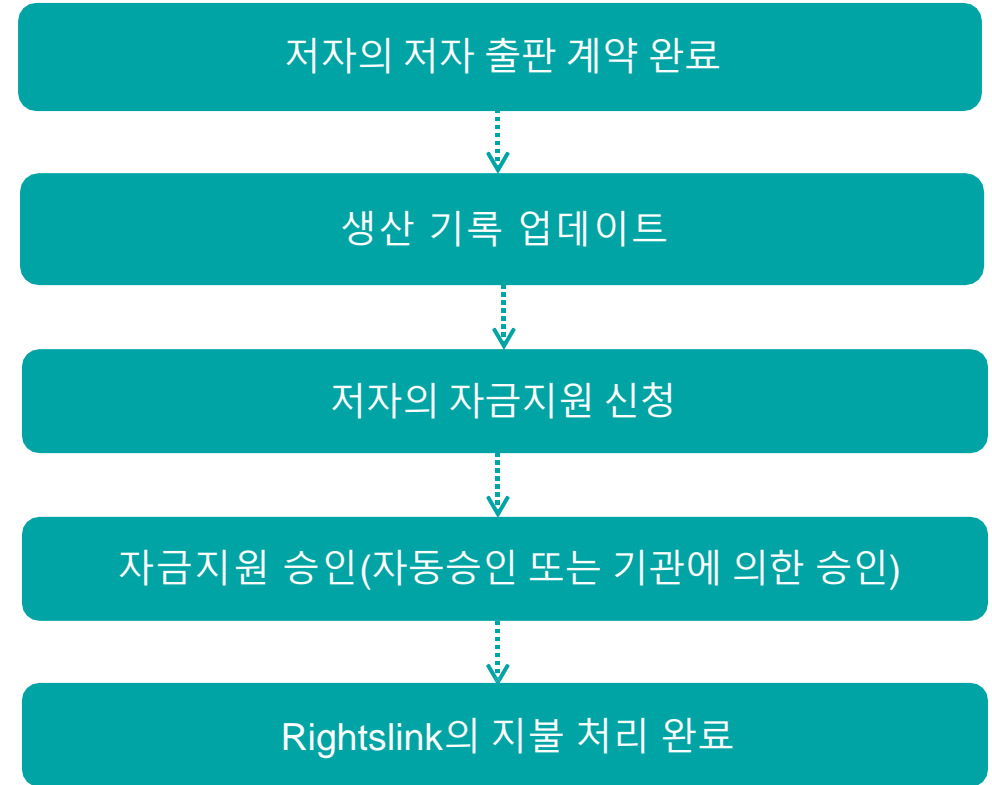 저자의 저자 출판 계약 완료
생산 기록 업데이트
저자의 자금지원 신청
자금지원 승인(자동승인 또는 기관에 의한 승인)
Rightslink의 지불 처리 완료